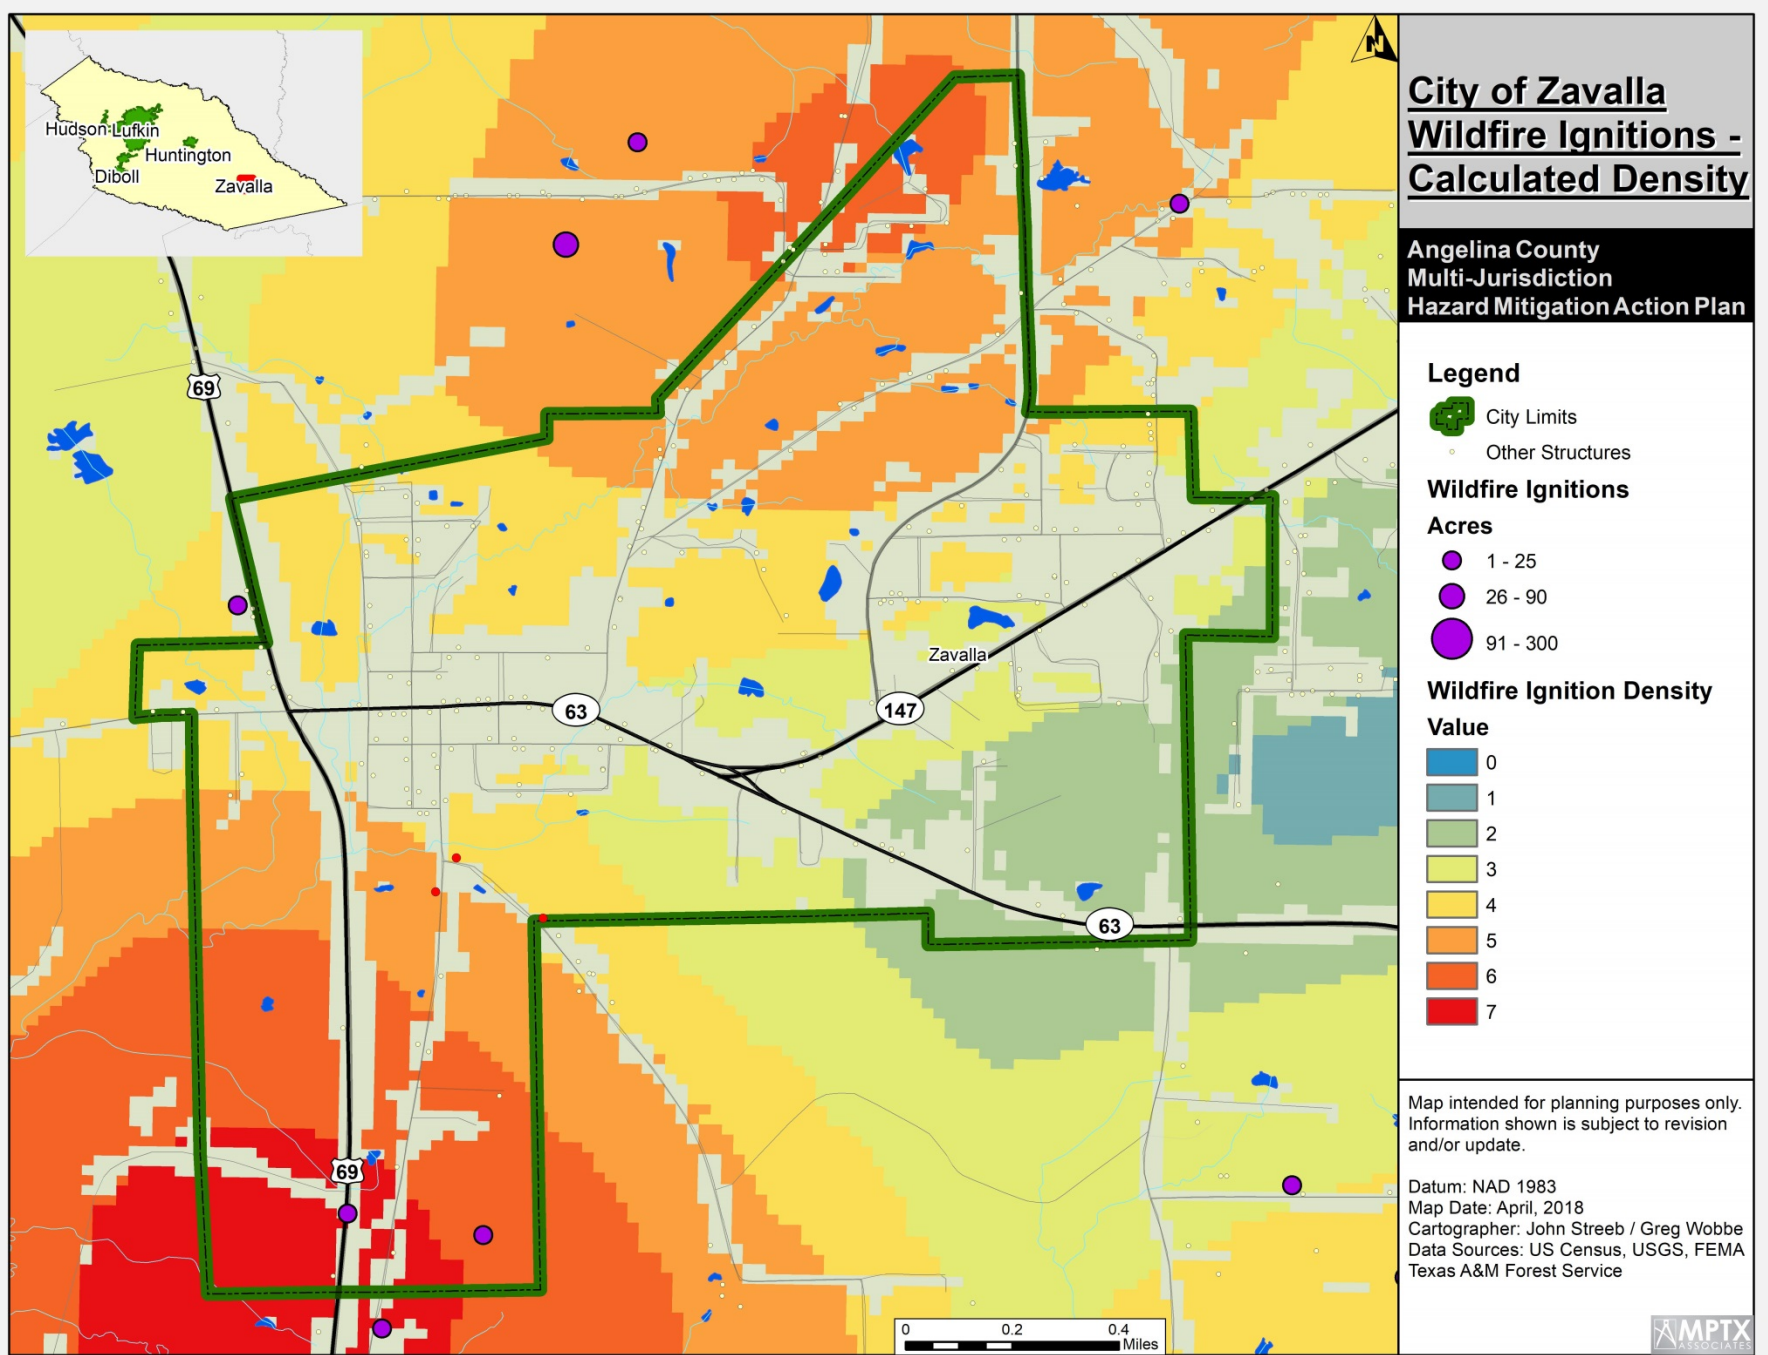 City of Zavalla
Wildfire Ignitions -
Calculated Density
Angelina County
Multi-Jurisdiction
Hazard Mitigation Action Plan
Legend
City Limits
Other Structures
Wildfire Ignitions
Acres
1 - 25
26 - 90
91 - 300
Wildfire Ignition Density
Value
0
1
2
3
4
5
6
7
Map intended for planning purposes only.
Information shown is subject to revision
and/or update.
Datum: NAD 1983
Map Date: April, 2018
Cartographer: John Streeb / Greg Wobbe
Data Sources: US Census, USGS, FEMA
Texas A&M Forest Service
MPTX
ASSOCIATES
N
Hudson
Lufkin
Huntington
Diboll
Zavalla
69
Zavalla
63
147
63
69
0 0.2 0.4
Miles